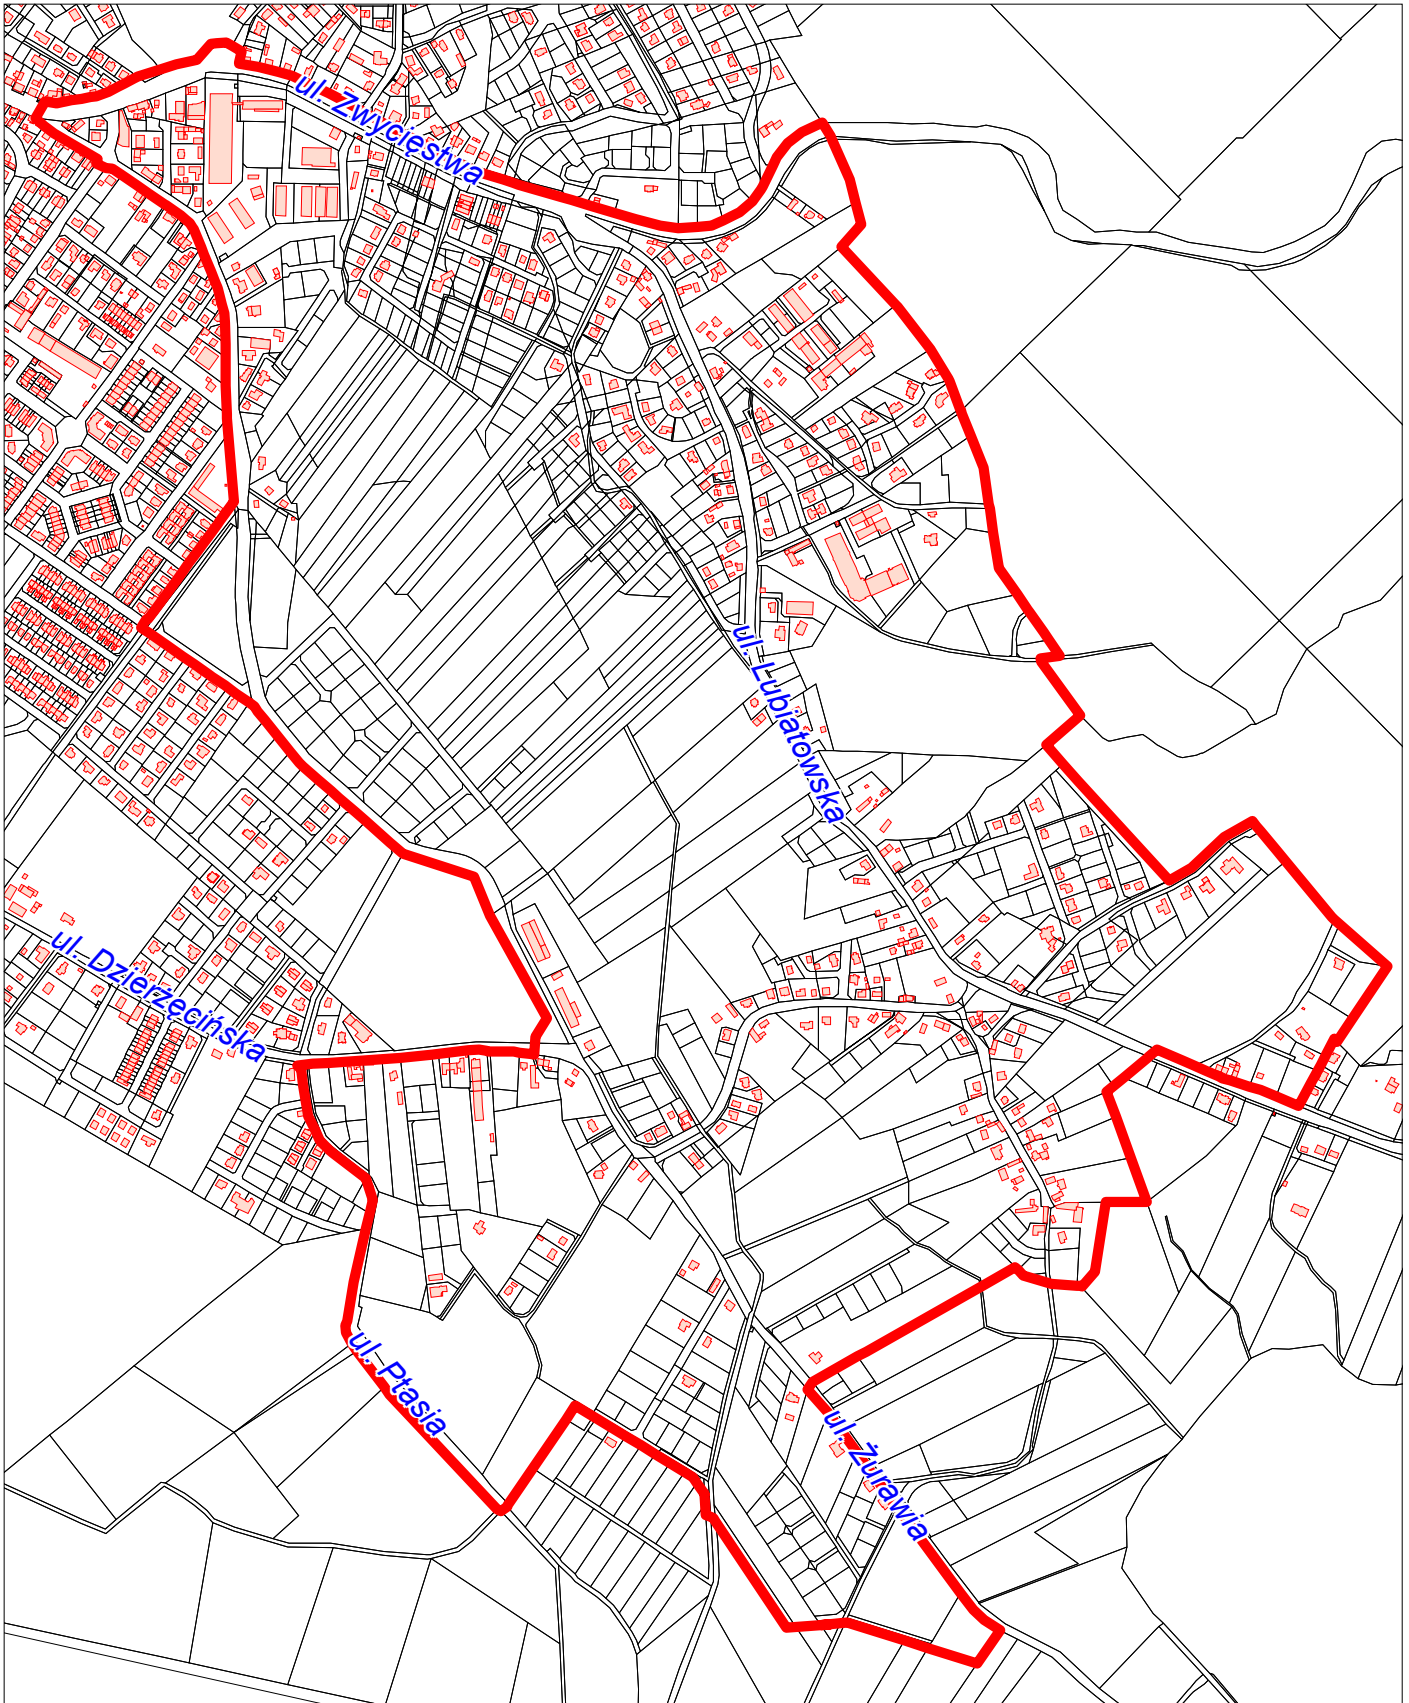 ul. Zwycięstwa
ul. Lubiatowska
ul. Dzierżęcińska
ul. Ptasia
ul. Żurawia